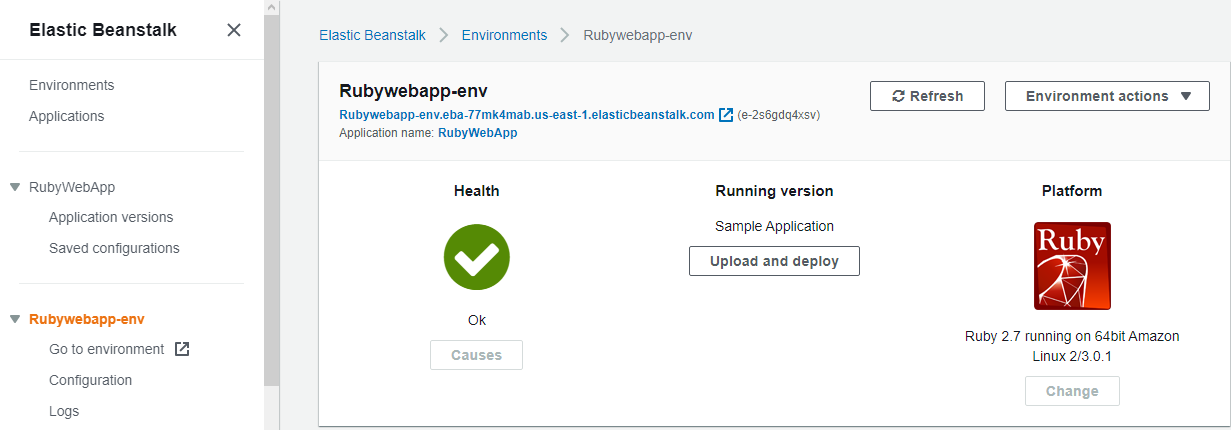 Elastic Beanstalk
Environments
Applications
RubyWebApp
Application versions
Saved configurations
Rubywebapp-env
Go to environment
Configuration
Logs
Elastic Beanstalk > Environments > Rubywebapp-env
Rubywebapp-env
Rubywebapp-env.eba-77mk4mab.us-east-1.elasticbeanstalk.com (e-2s6gdq4xsv)
Application name: RubyWebApp
Refresh
Environment actions
Health
Ok
Causes
Running version
Sample Application
Upload and deploy
Platform
Ruby
Ruby 2.7 running on 64bit Amazon
Linux 2/3.0.1
Change